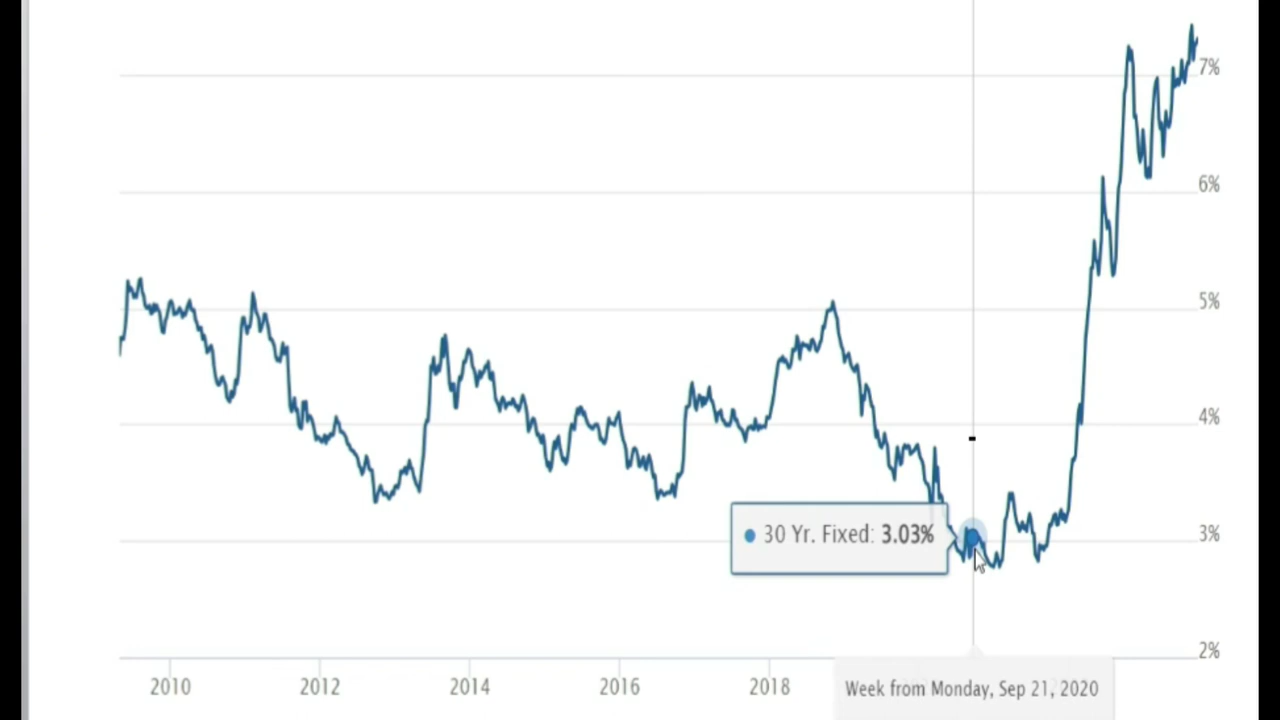 7%
6%
5%
4%
30 Yr. Fixed: 3.03%
3%
2%
2010 2012 2014 2016 2018
Week from Monday, Sep 21, 2020